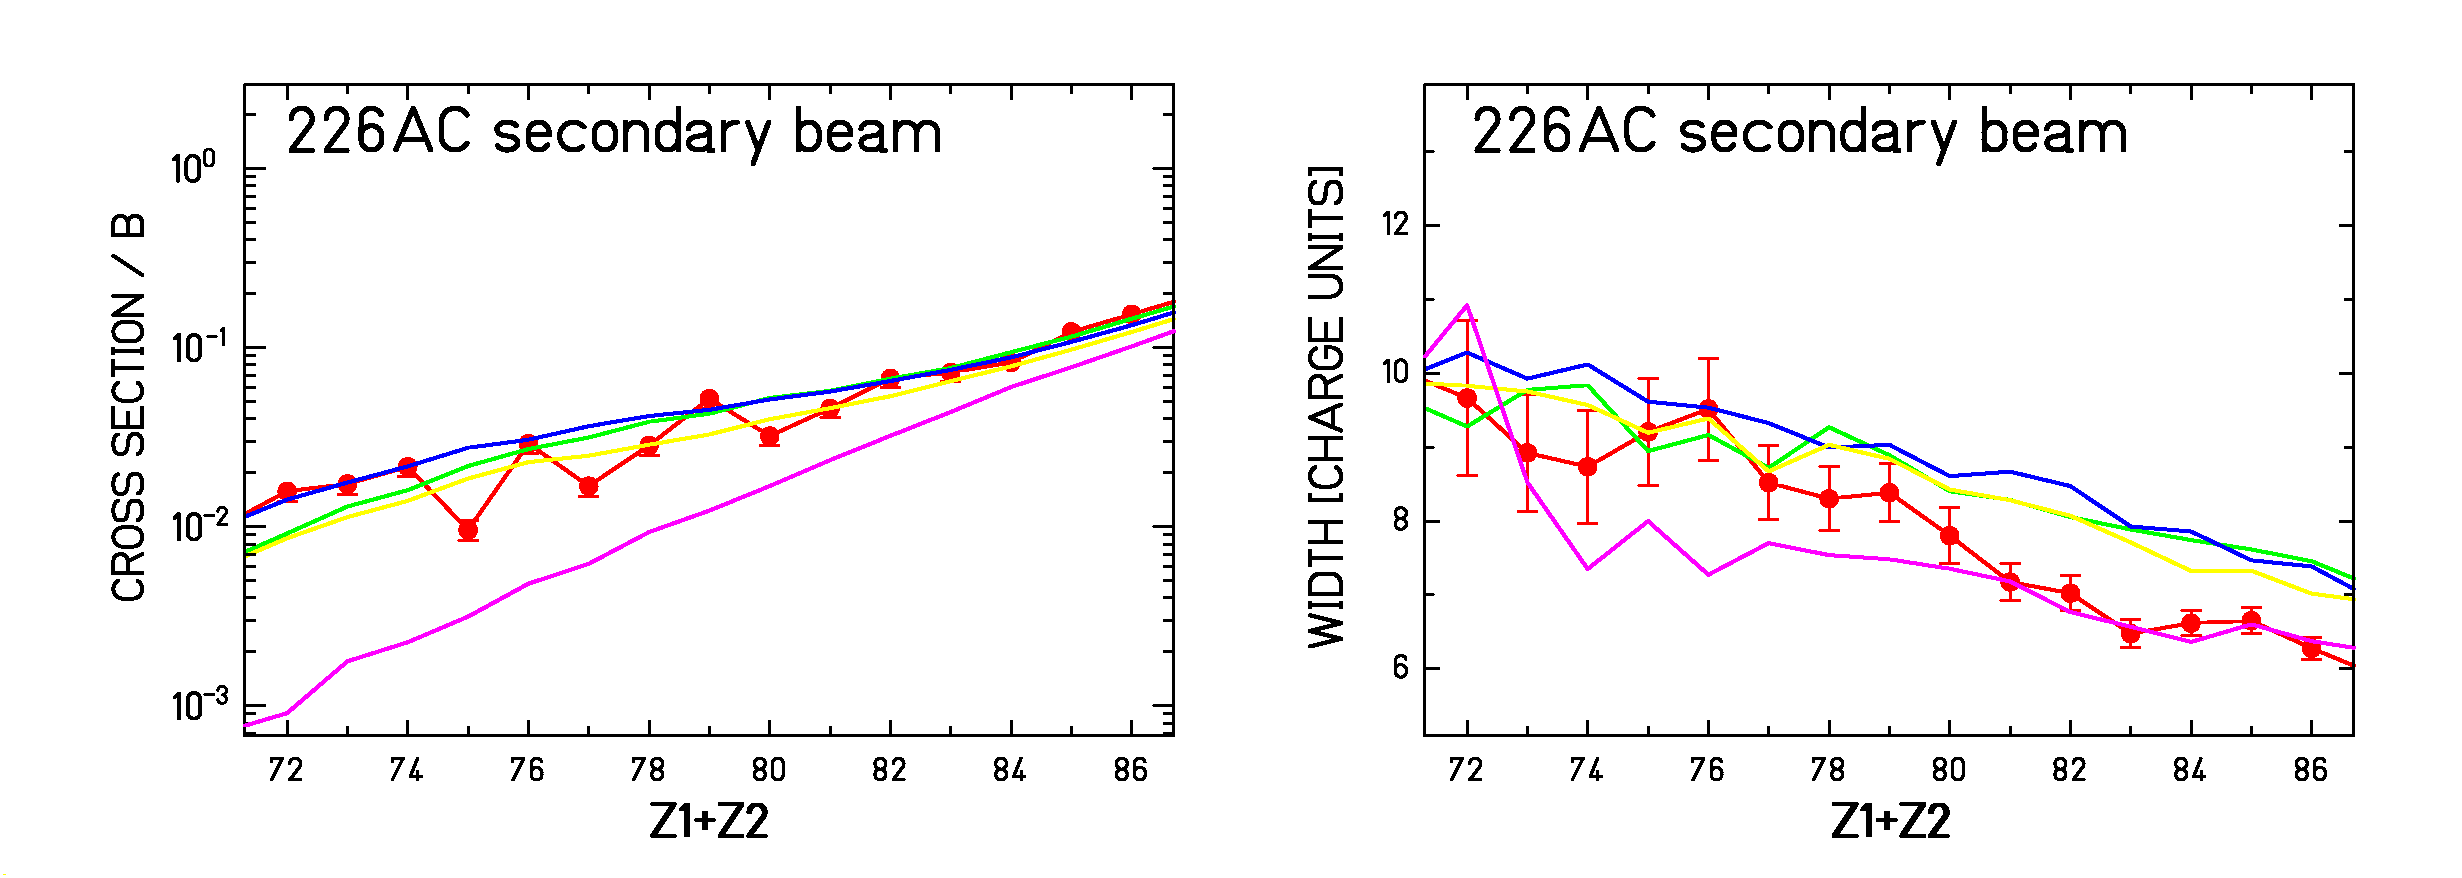 226AC secondary beam
CROSS SECTION / B
10⁰
10⁻¹
10⁻²
10⁻³
72 74 76 78 80 82 84 86
Z1+Z2
226AC secondary beam
WIDTH [CHARGE UNITS]
12
10
8
6
72 74 76 78 80 82 84 86
Z1+Z2